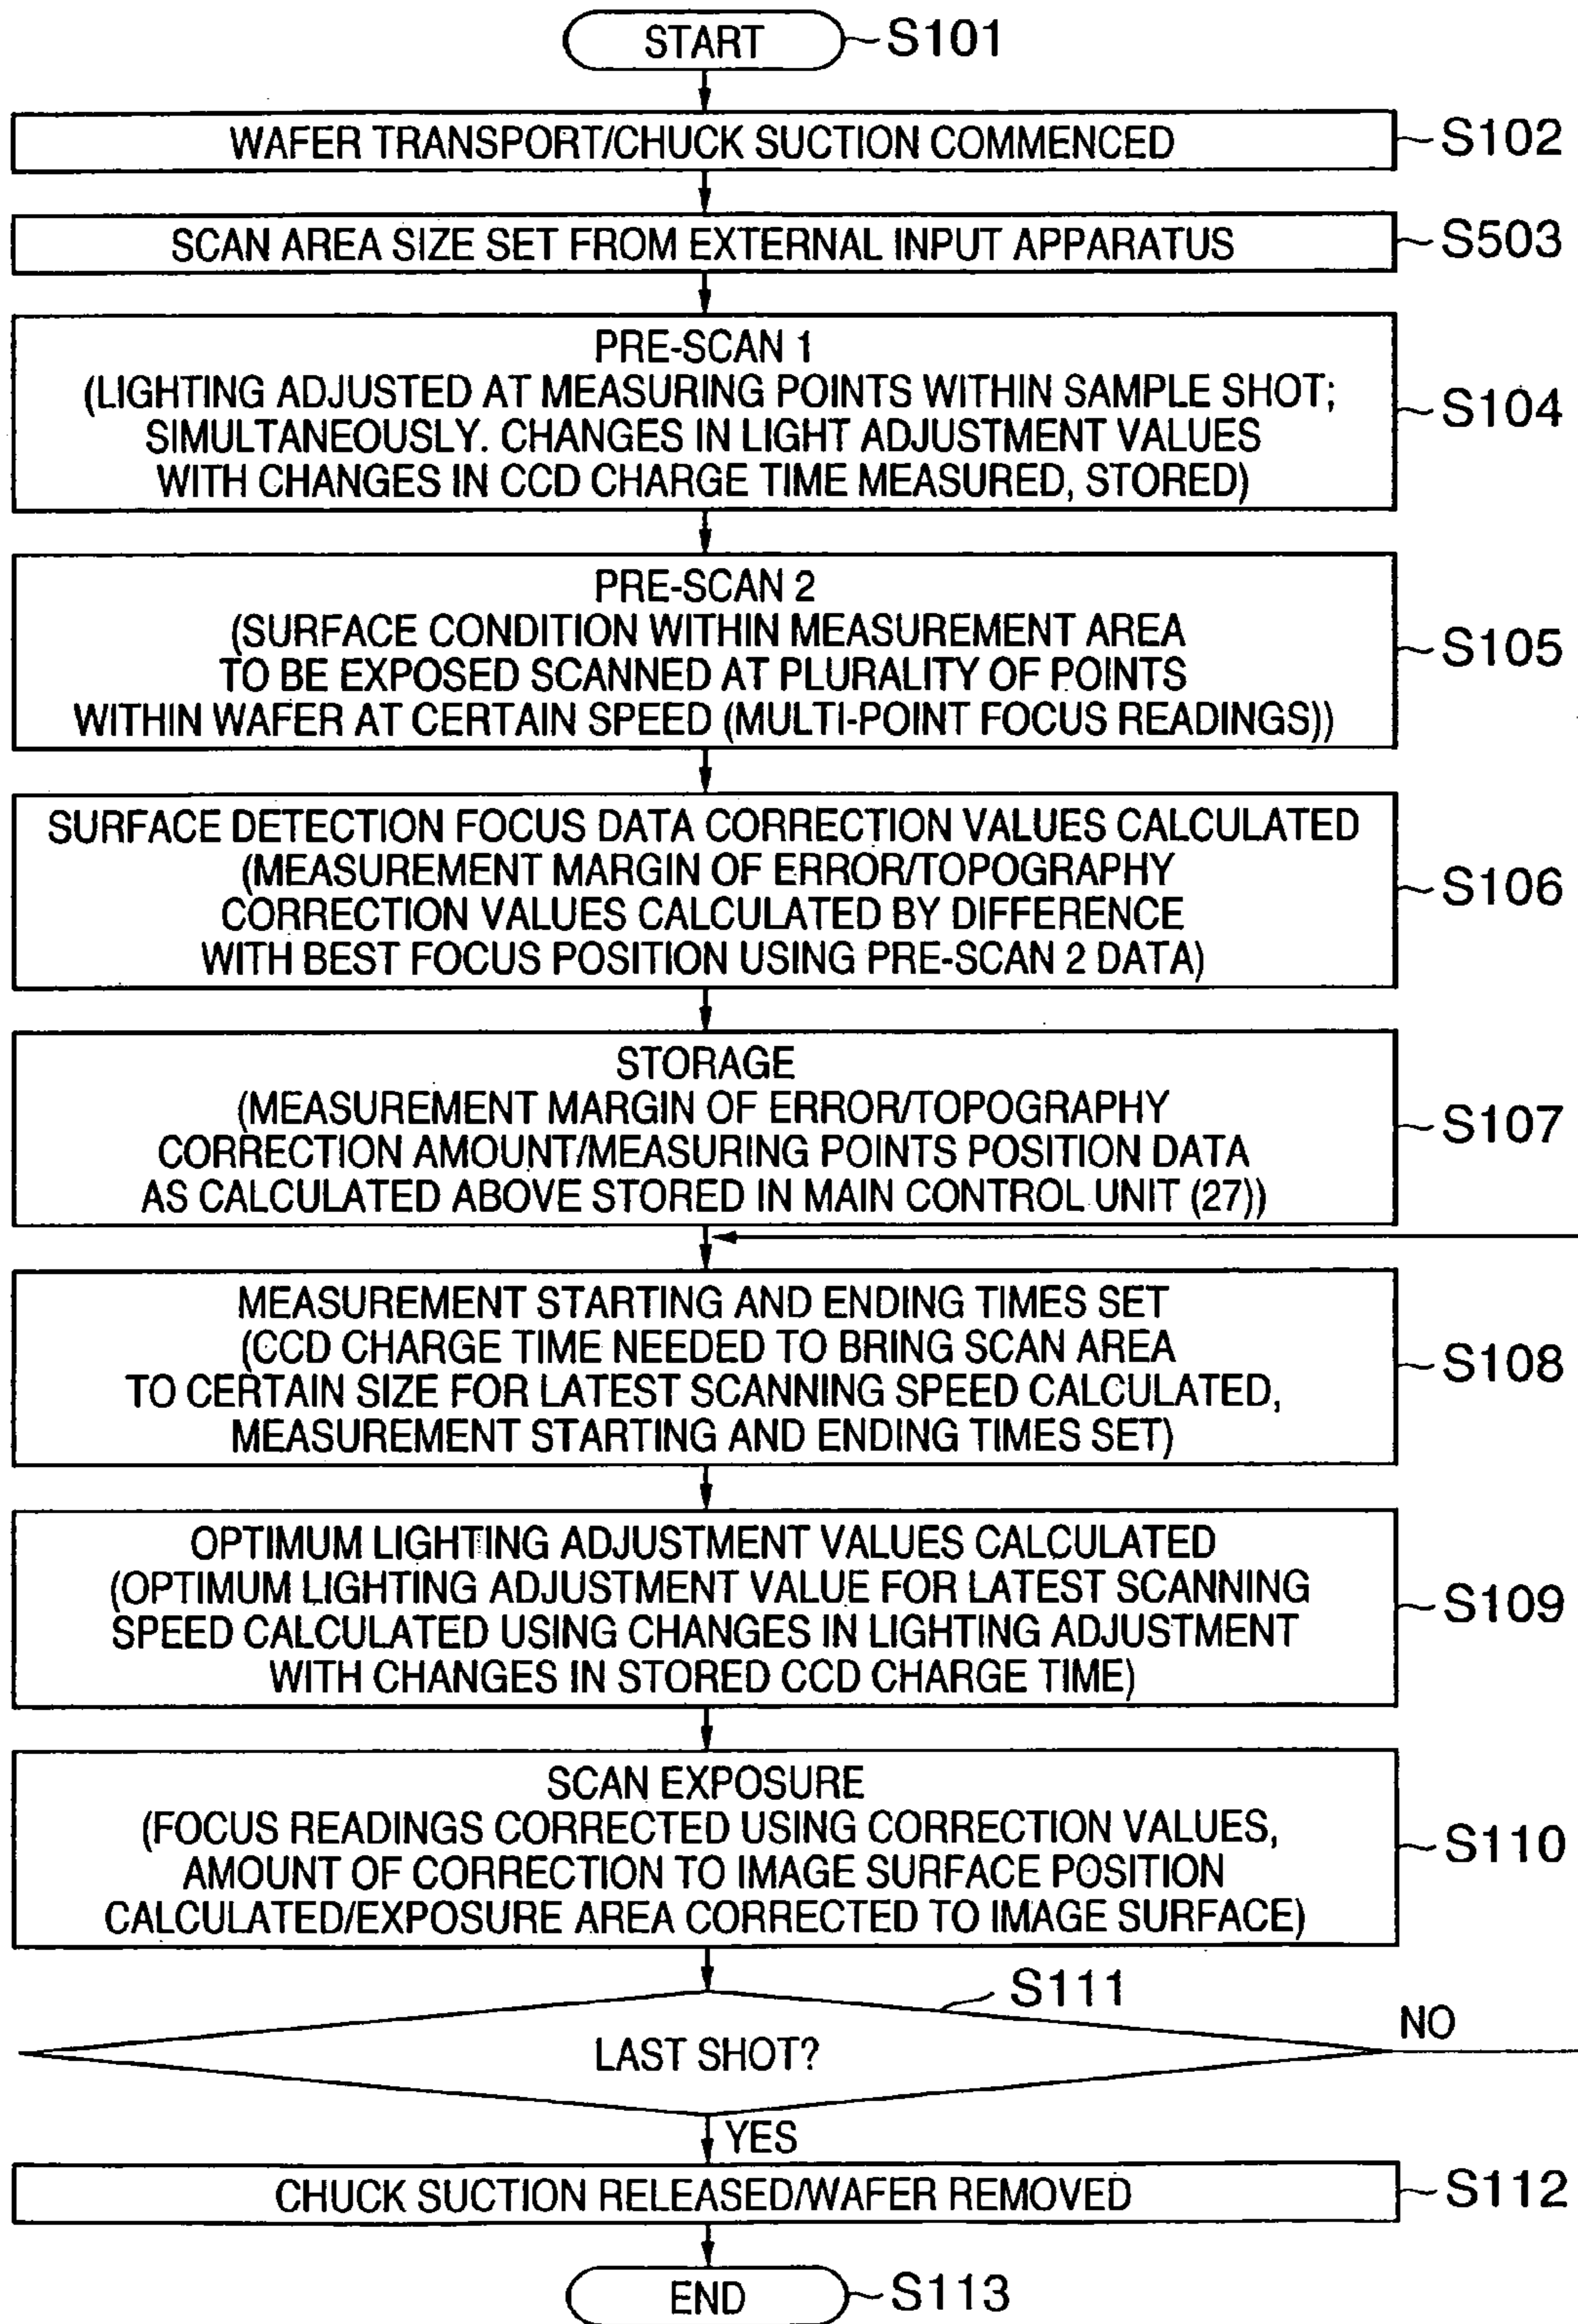 START
S101
WAFER TRANSPORT/CHUCK SUCTION COMMENCED
S102
SCAN AREA SIZE SET FROM EXTERNAL INPUT APPARATUS
S503
PRE-SCAN 1
(LIGHTING ADJUSTED AT MEASURING POINTS WITHIN SAMPLE SHOT;
SIMULTANEOUSLY. CHANGES IN LIGHT ADJUSTMENT VALUES
WITH CHANGES IN CCD CHARGE TIME MEASURED, STORED)
S104
PRE-SCAN 2
(SURFACE CONDITION WITHIN MEASUREMENT AREA
TO BE EXPOSED SCANNED AT PLURALITY OF POINTS
WITHIN WAFER AT CERTAIN SPEED (MULTI-POINT FOCUS READINGS))
S105
SURFACE DETECTION FOCUS DATA CORRECTION VALUES CALCULATED
(MEASUREMENT MARGIN OF ERROR/TOPOGRAPHY
CORRECTION VALUES CALCULATED BY DIFFERENCE
WITH BEST FOCUS POSITION USING PRE-SCAN 2 DATA)
S106
STORAGE
(MEASUREMENT MARGIN OF ERROR/TOPOGRAPHY
CORRECTION AMOUNT/MEASURING POINTS POSITION DATA
AS CALCULATED ABOVE STORED IN MAIN CONTROL UNIT (27))
S107
MEASUREMENT STARTING AND ENDING TIMES SET
(CCD CHARGE TIME NEEDED TO BRING SCAN AREA
TO CERTAIN SIZE FOR LATEST SCANNING SPEED CALCULATED,
MEASUREMENT STARTING AND ENDING TIMES SET)
S108
OPTIMUM LIGHTING ADJUSTMENT VALUES CALCULATED
(OPTIMUM LIGHTING ADJUSTMENT VALUE FOR LATEST SCANNING
SPEED CALCULATED USING CHANGES IN LIGHTING ADJUSTMENT
WITH CHANGES IN STORED CCD CHARGE TIME)
S109
SCAN EXPOSURE
(FOCUS READINGS CORRECTED USING CORRECTION VALUES,
AMOUNT OF CORRECTION TO IMAGE SURFACE POSITION
CALCULATED/EXPOSURE AREA CORRECTED TO IMAGE SURFACE)
S110
S111
LAST SHOT?
NO
YES
CHUCK SUCTION RELEASED/WAFER REMOVED
S112
END
S113